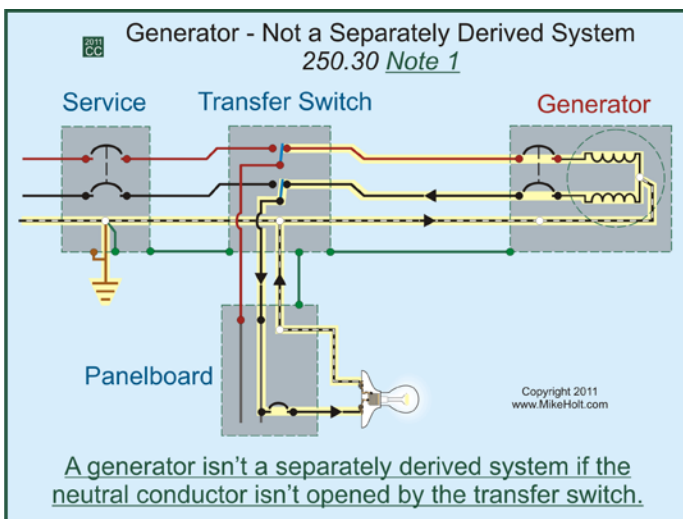 2011
CC
Generator - Not a Separately Derived System
250.30 Note 1
Service
Transfer Switch
Generator
Panelboard
Copyright 2011
www.MikeHolt.com
A generator isn't a separately derived system if the
neutral conductor isn't opened by the transfer switch.